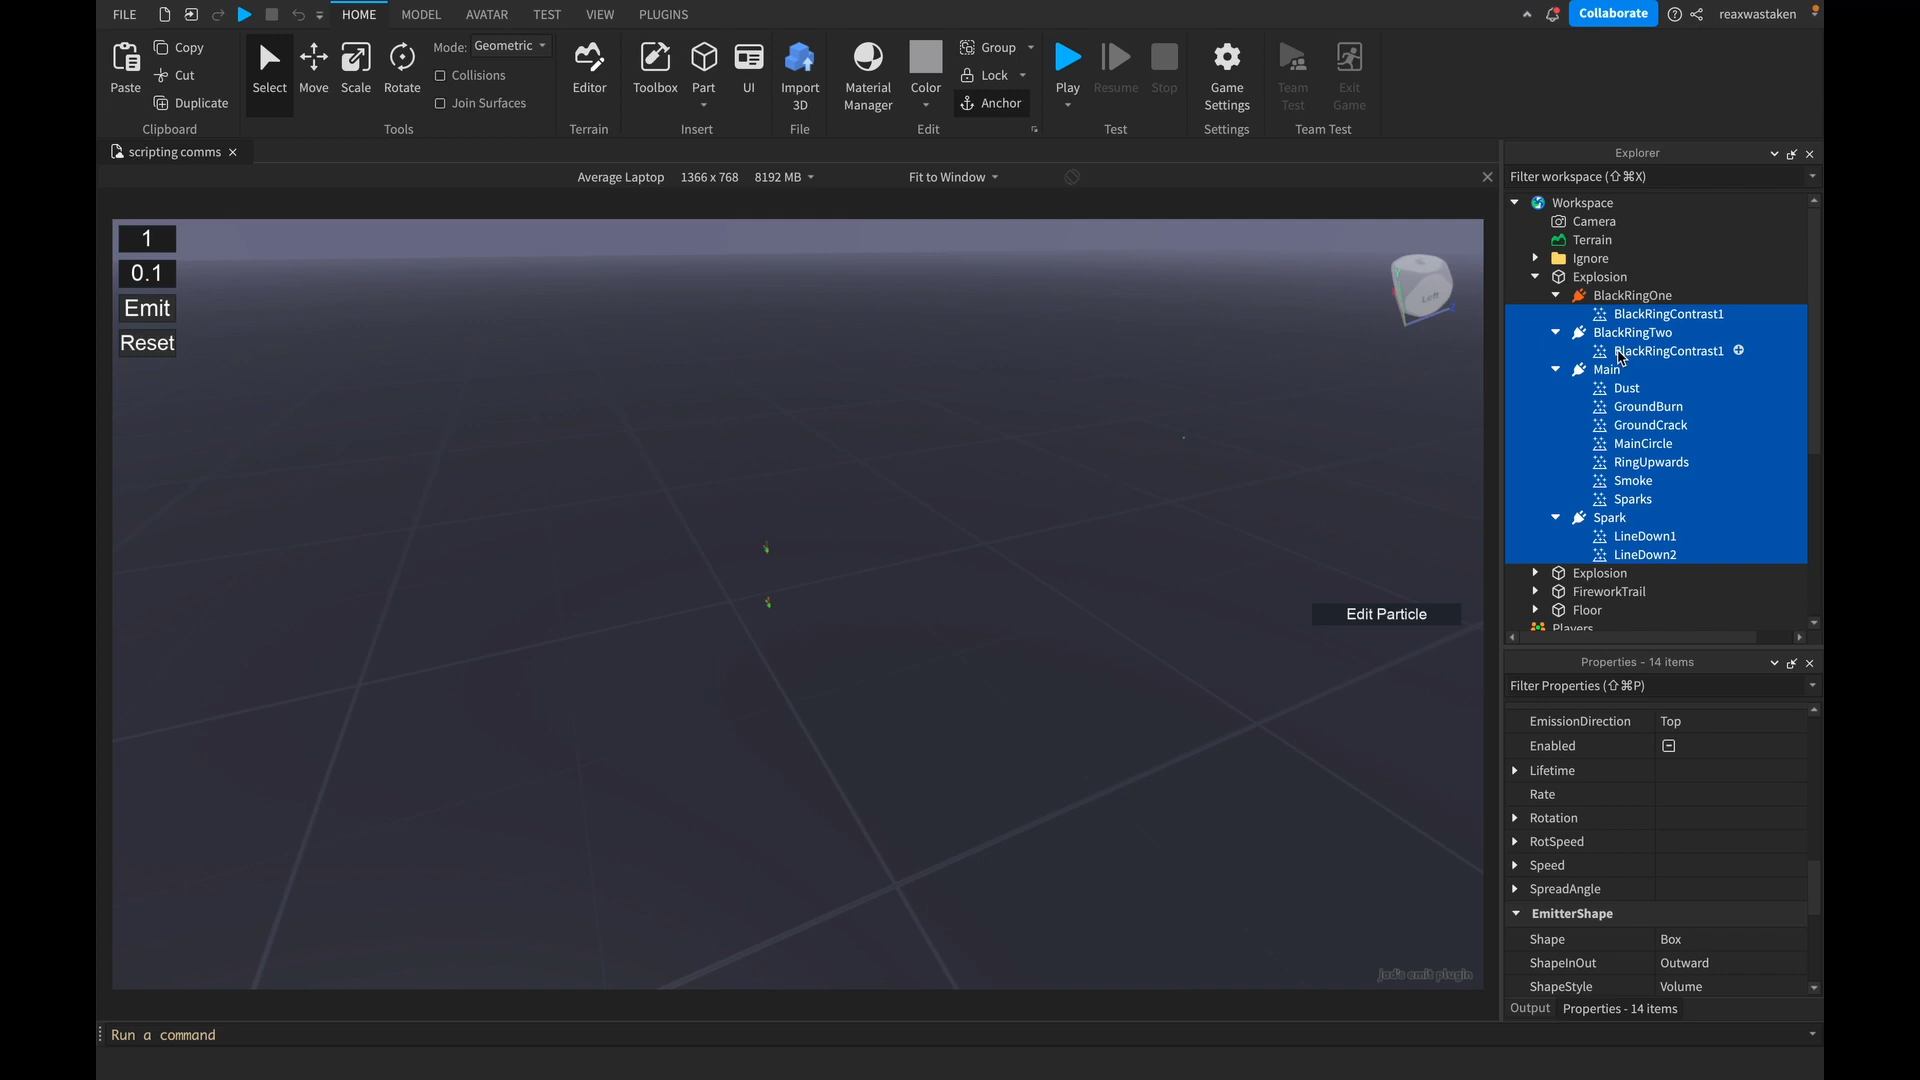 FILE HOME MODEL AVATAR TEST VIEW PLUGINS Collaborate reaxwastaken
Paste Copy Cut Duplicate Clipboard
Select Move Scale Rotate Mode: Geometric Collisions Join Surfaces Tools
Editor Terrain
Toolbox Part UI Insert
Import 3D File
Material Manager Color Group Lock Anchor Edit
Play Resume Stop Test
Game Settings Settings
Team Test Exit Game Team Test
scripting comms
Average Laptop 1366 x 768 8192 MB Fit to Window
1
0.1
Emit
Reset
Left
Edit Particle
jad's emit plugin
Explorer
Filter workspace (⇧⌘X)
Workspace
Camera
Terrain
Ignore
Explosion
BlackRingOne
BlackRingContrast1
BlackRingTwo
BlackRingContrast1
Main
Dust
GroundBurn
GroundCrack
MainCircle
RingUpwards
Smoke
Sparks
Spark
LineDown1
LineDown2
Explosion
FireworkTrail
Floor
Players
Properties - 14 items
Filter Properties (⇧⌘P)
EmissionDirection Top
Enabled
Lifetime
Rate
Rotation
RotSpeed
Speed
SpreadAngle
EmitterShape
Shape Box
ShapeInOut Outward
ShapeStyle Volume
Output Properties - 14 items
Run a command